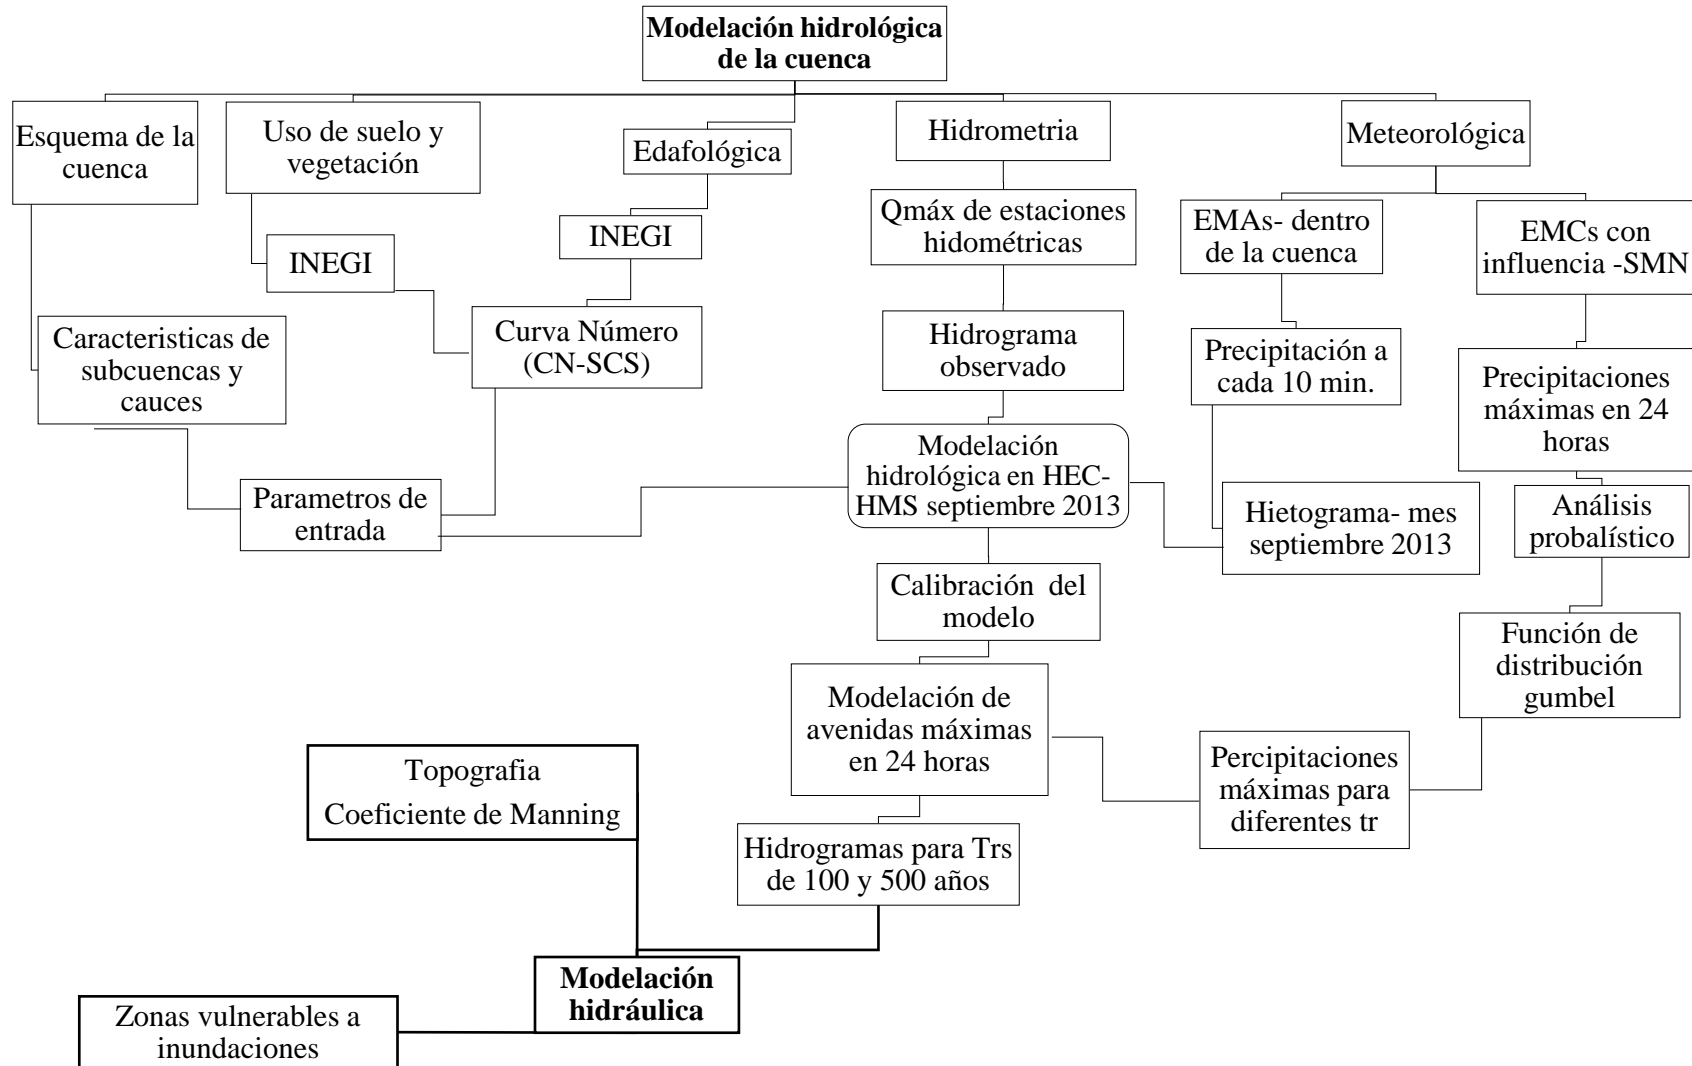 Modelación hidrológica
de la cuenca
Esquema de la
cuenca
Uso de suelo y
vegetación
Edafológica
Hidrometria
Meteorológica
INEGI
INEGI
Qmáx de estaciones
hidométricas
EMAs- dentro
de la cuenca
EMCs con
influencia -SMN
Caracteristicas de
subcuencas y
cauces
Curva Número
(CN-SCS)
Hidrograma
observado
Precipitación a
cada 10 min.
Precipitaciones
máximas en 24
horas
Parametros de
entrada
Modelación
hidrológica en HEC-
HMS septiembre 2013
Hietograma- mes
septiembre 2013
Análisis
probalístico
Calibración  del
modelo
Función de
distribución
gumbel
Modelación de
avenidas máximas
en 24 horas
Percipitaciones
máximas para
diferentes tr
Topografia
Coeficiente de Manning
Hidrogramas para Trs
de 100 y 500 años
Modelación
hidráulica
Zonas vulnerables a
inundaciones